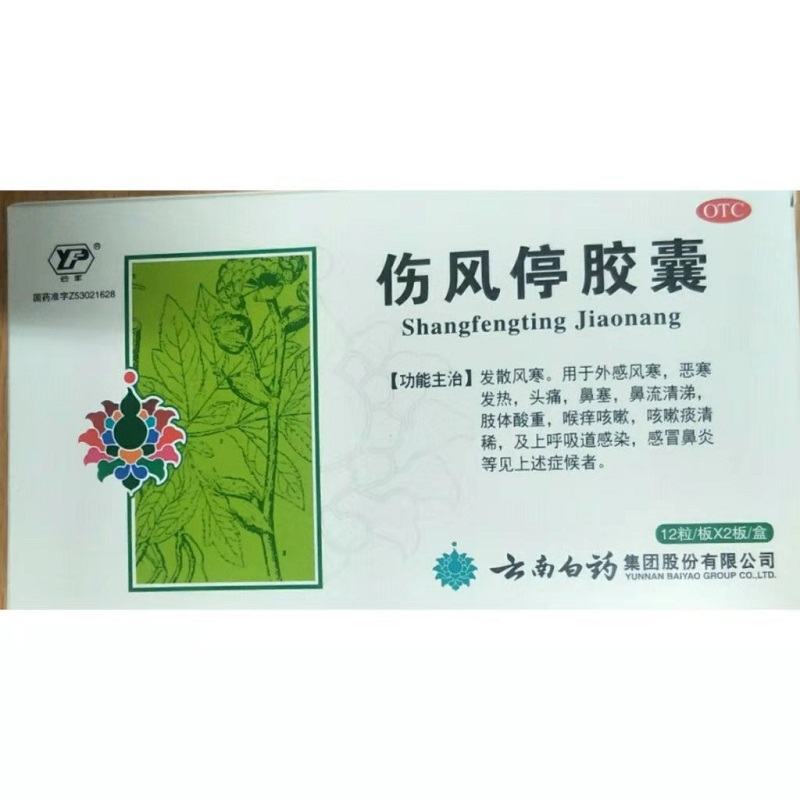 OTC
YP®
国药准字Z53021628
伤风停胶囊
Shangfengting Jiaonang
【功能主治】发散风寒。用于外感风寒，恶寒
发热，头痛，鼻塞，鼻流清涕，
肢体酸重，喉痒咳嗽，咳嗽痰清
稀，及上呼吸道感染，感冒鼻炎
等见上述症候者。
12粒/板X2板/盒
云南白药集团股份有限公司
YUNNAN BAIYAO GROUP CO.,LTD.